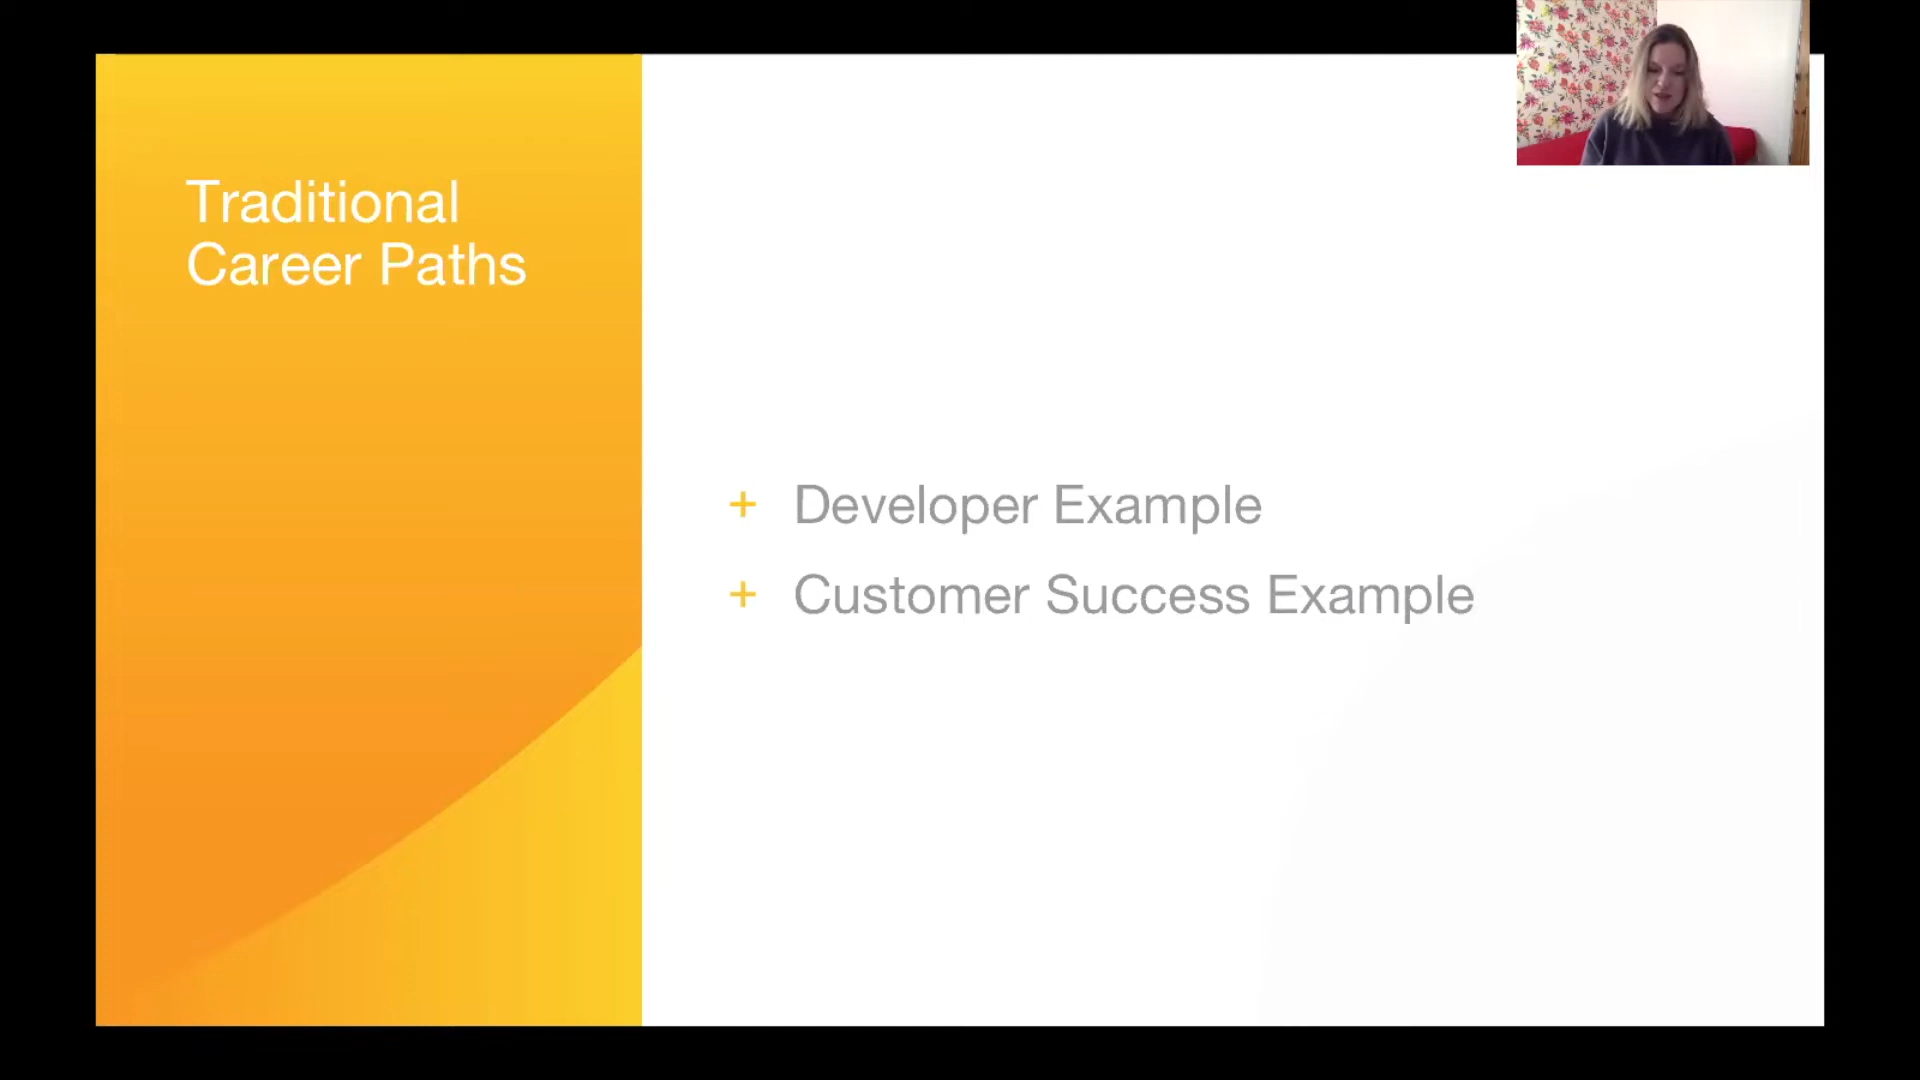 Traditional
Career Paths
+ Developer Example
+ Customer Success Example